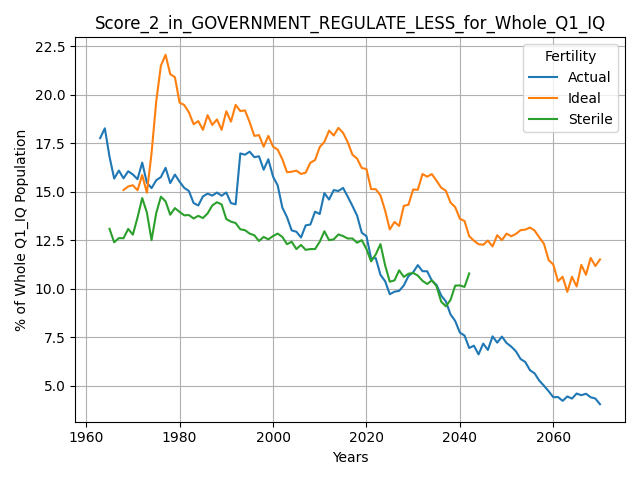 Score_2_in_GOVERNMENT_REGULATE_LESS_for_Whole_Q1_IQ
Fertility
Actual
Ideal
Sterile
% of Whole Q1_IQ Population
22.5
20.0
17.5
15.0
12.5
10.0
7.5
5.0
1960
1980
2000
2020
2040
2060
Years